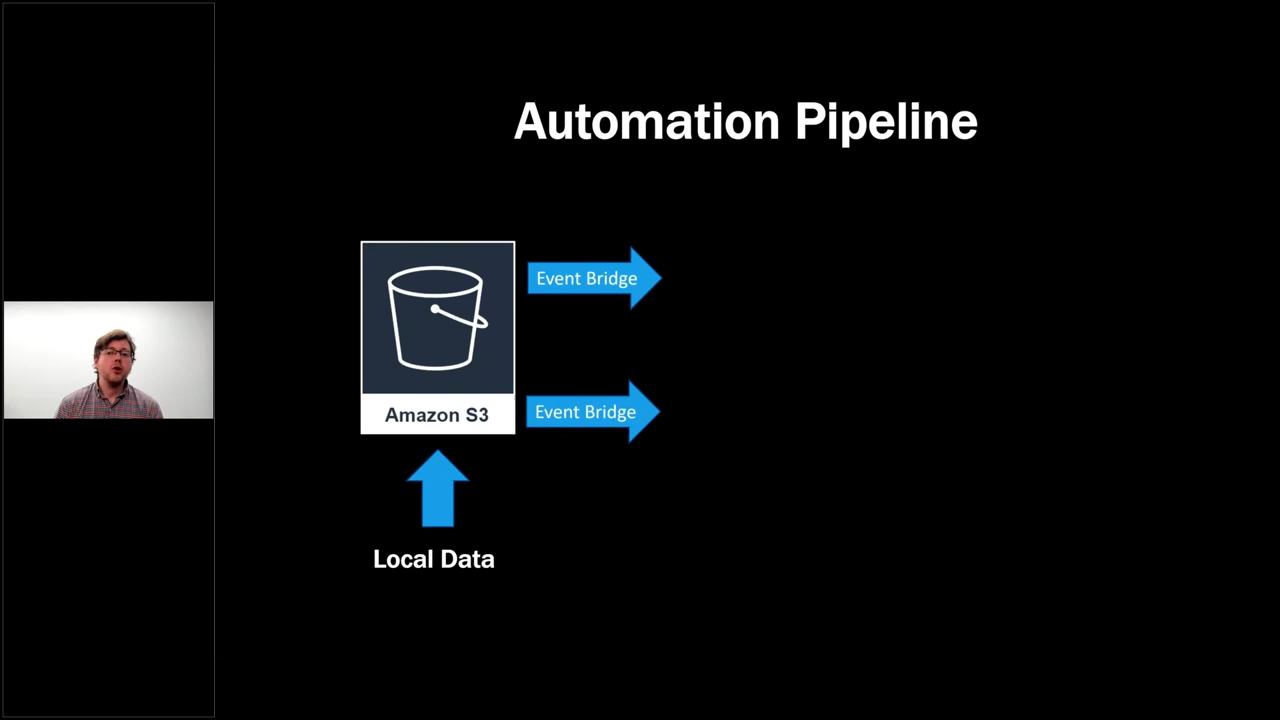 Automation Pipeline
Event Bridge
Amazon S3
Event Bridge
Local Data